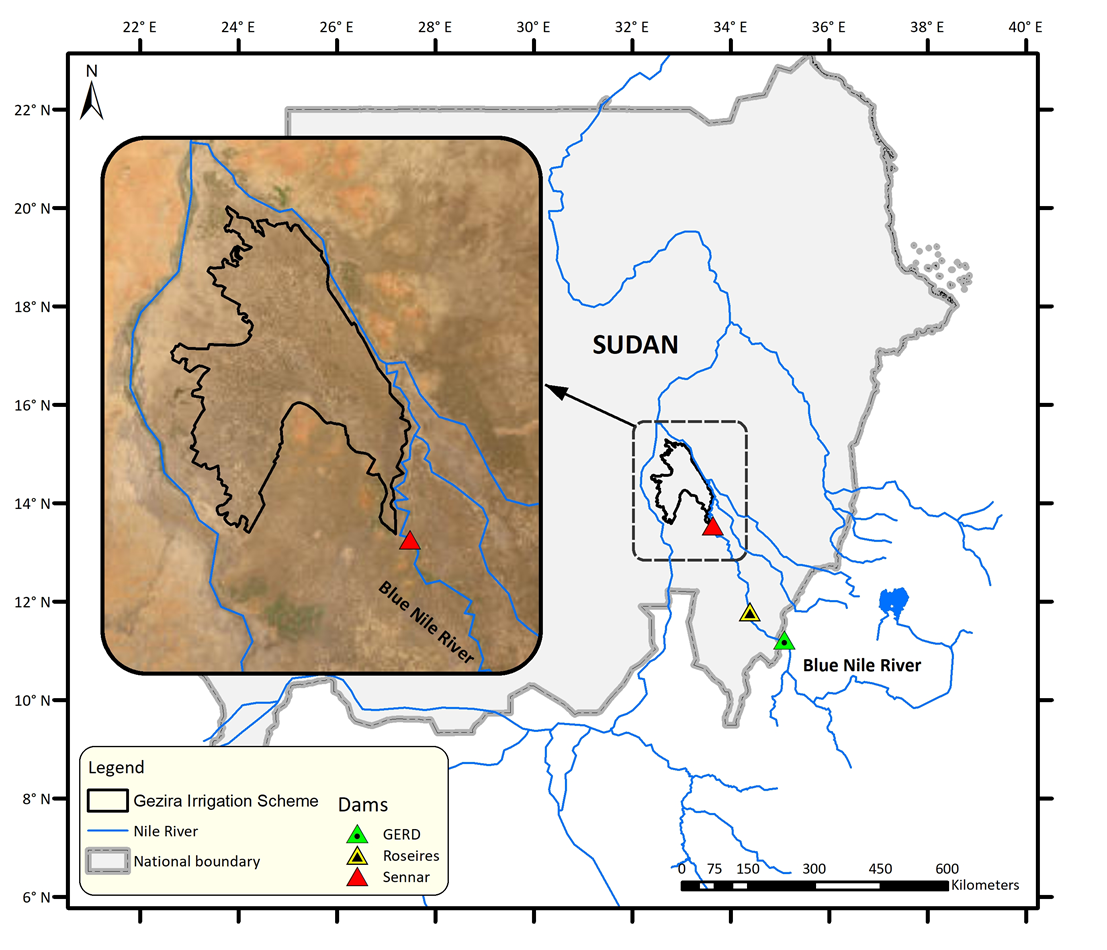 22° E 24° E 26° E 28° E 30° E 32° E 34° E 36° E 38° E 40° E
N
22° N
20° N
18° N
16° N
14° N
12° N
10° N
8° N
6° N
SUDAN
Blue Nile River
Blue Nile River
Legend
Gezira Irrigation Scheme
Nile River
National boundary
Dams
GERD
Roseires
Sennar
0 75 150 300 450 600
Kilometers